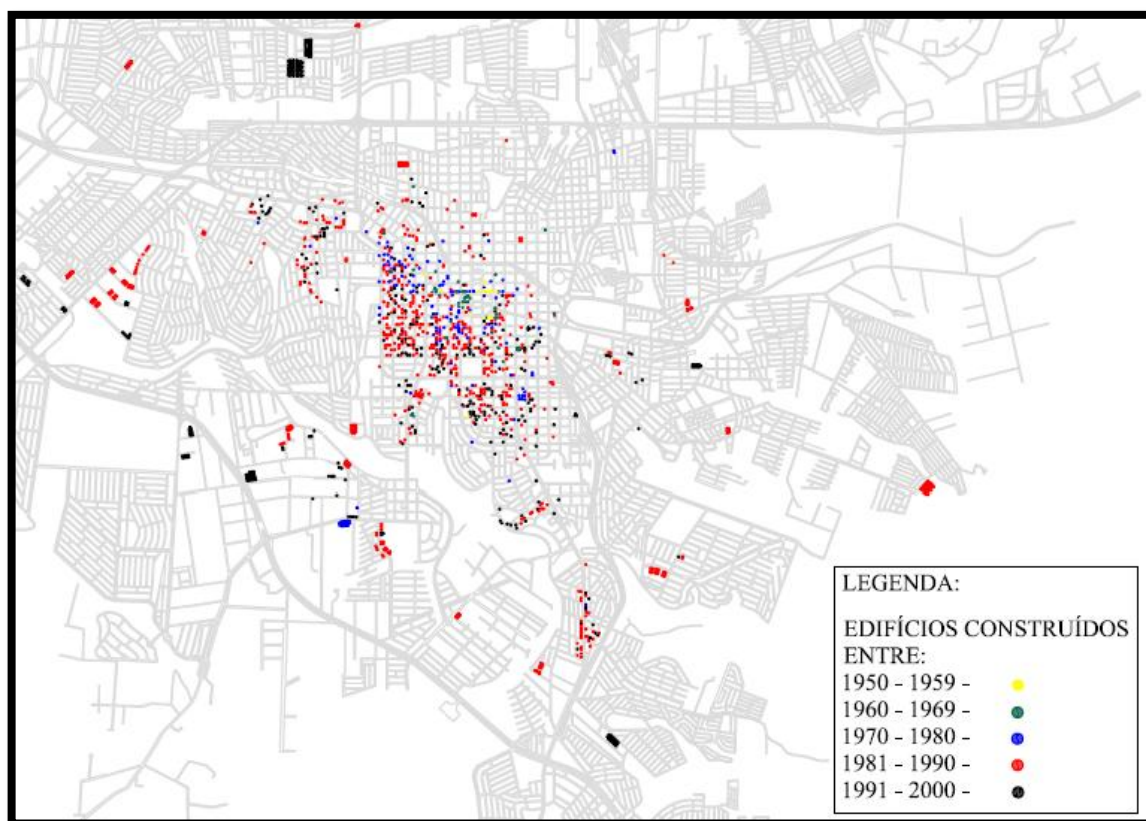 LEGENDA:
EDIFÍCIOS CONSTRUÍDOS
ENTRE:
1950 - 1959 -
1960 - 1969 -
1970 - 1980 -
1981 - 1990 -
1991 - 2000 -